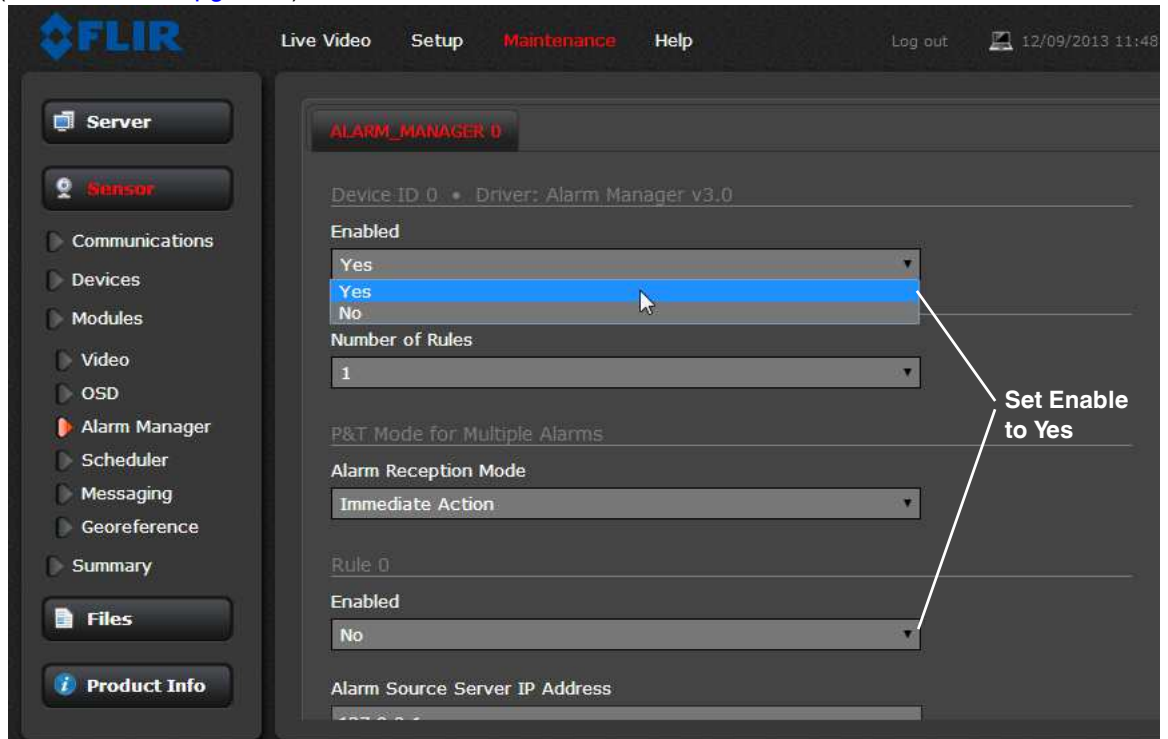 FLIR
Live Video Setup Maintenance Help Log out 12/09/2013 11:48
Server
Sensor
Communications
Devices
Modules
Video
OSD
Alarm Manager
Scheduler
Messaging
Georeference
Summary
Files
Product Info
ALARM_MANAGER 0
Device ID 0 • Driver: Alarm Manager v3.0
Enabled
Yes
Yes
No
Number of Rules
1
P&T Mode for Multiple Alarms
Alarm Reception Mode
Immediate Action
Rule 0
Enabled
No
Alarm Source Server IP Address
Set Enable
to Yes